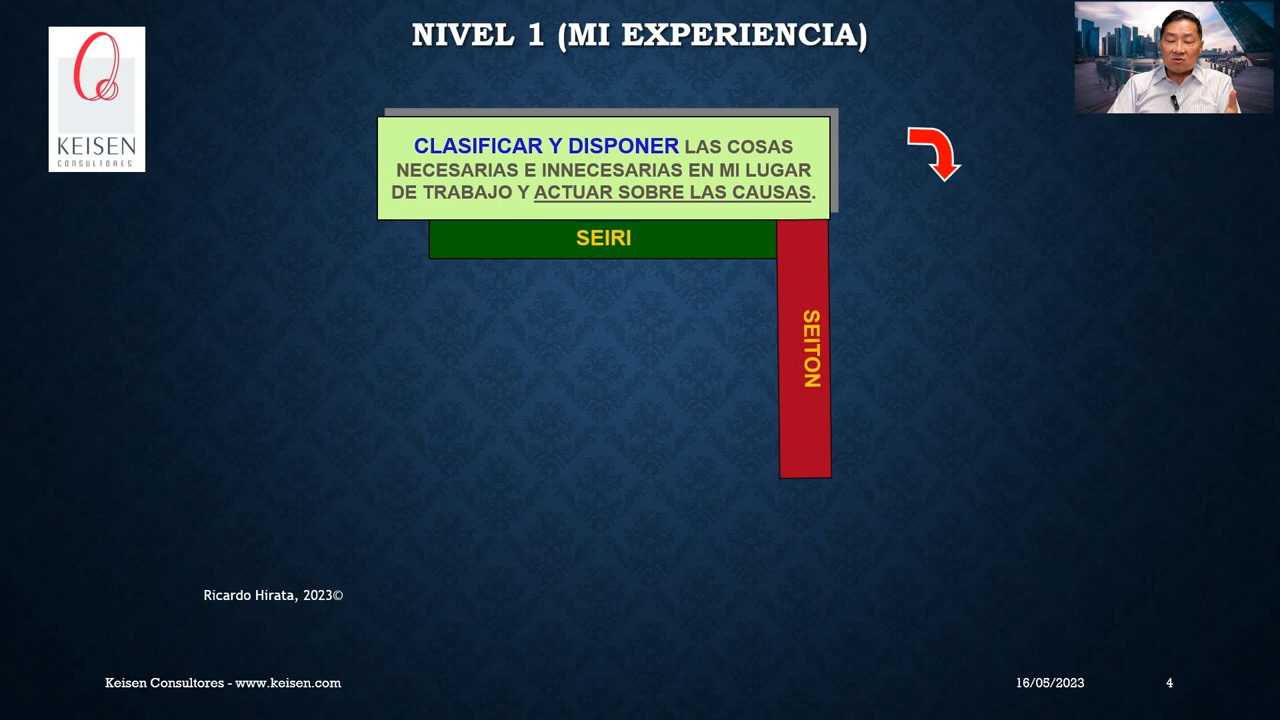 NIVEL 1 (MI EXPERIENCIA)
KEISEN
CONSULTORES
CLASIFICAR Y DISPONER LAS COSAS
NECESARIAS E INNECESARIAS EN MI LUGAR
DE TRABAJO Y ACTUAR SOBRE LAS CAUSAS.
SEIRI
SEITON
Ricardo Hirata, 2023©
Keisen Consultores - www.keisen.com
16/05/2023
4